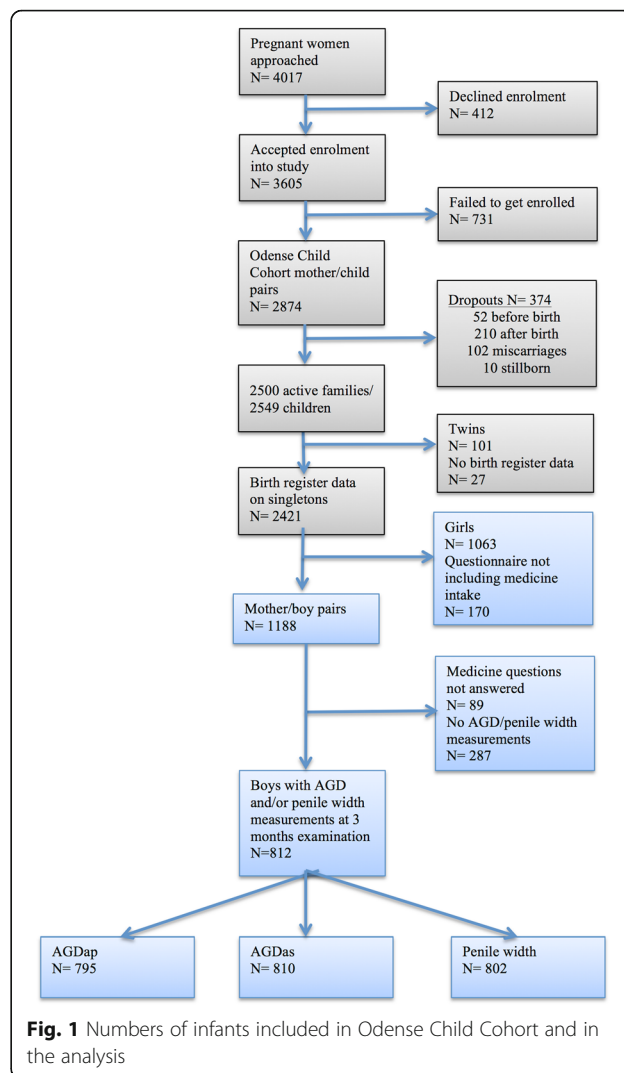 Pregnant women
approached
N= 4017
Declined enrolment
N= 412
Accepted enrolment
into study
N= 3605
Failed to get enrolled
N= 731
Odense Child
Cohort mother/child
pairs
N= 2874
Dropouts N= 374
52 before birth
210 after birth
102 miscarriages
10 stillborn
2500 active families/
2549 children
Twins
N= 101
No birth register data
N= 27
Birth register data
on singletons
N= 2421
Girls
N= 1063
Questionnaire not
including medicine
intake
N= 170
Mother/boy pairs
N= 1188
Medicine questions
not answered
N= 89
No AGD/penile width
measurements
N= 287
Boys with AGD
and/or penile width
measurements at 3
months examination
N=812
AGDap
N= 795
AGDas
N= 810
Penile width
N= 802
Fig. 1 Numbers of infants included in Odense Child Cohort and in
the analysis